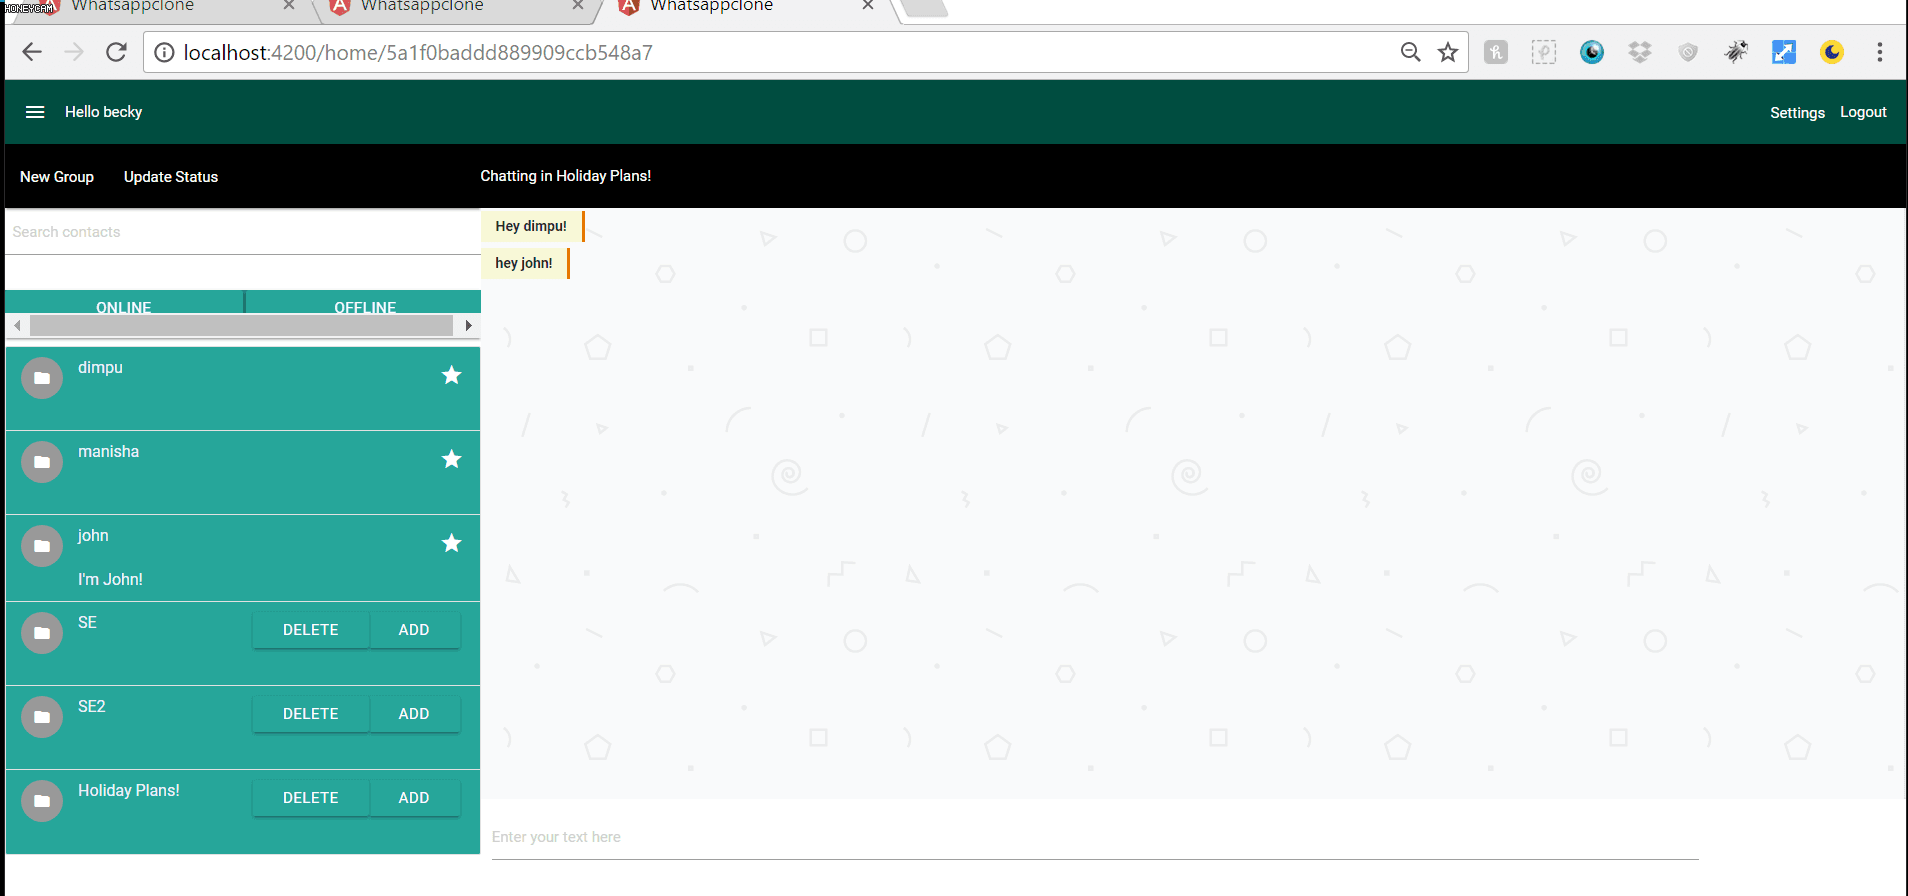 HONEYCAM
Whatsappclone
Whatsappclone
Whatsappclone
localhost:4200/home/5a1f0baddd889909ccb548a7
Hello becky
Settings Logout
New Group Update Status
Chatting in Holiday Plans!
Search contacts
Hey dimpu!
hey john!
ONLINE OFFLINE
dimpu
manisha
john
I'm John!
SE DELETE ADD
SE2 DELETE ADD
Holiday Plans! DELETE ADD
Enter your text here